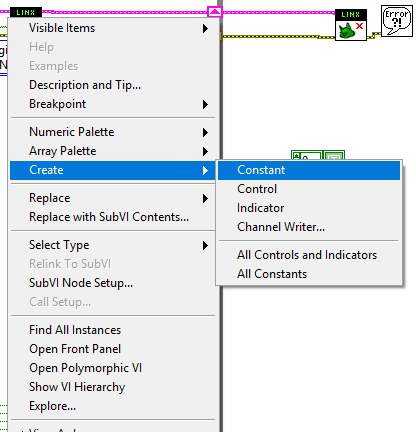 LINX
LINX
Error
?!
Visible Items
Help
Examples
Description and Tip...
Breakpoint
Numeric Palette
Array Palette
Create
Constant
Control
Indicator
Channel Writer...
All Controls and Indicators
All Constants
Replace
Replace with SubVI Contents...
Select Type
Relink To SubVI
SubVI Node Setup...
Call Setup...
Find All Instances
Open Front Panel
Open Polymorphic VI
Show VI Hierarchy
Explore...